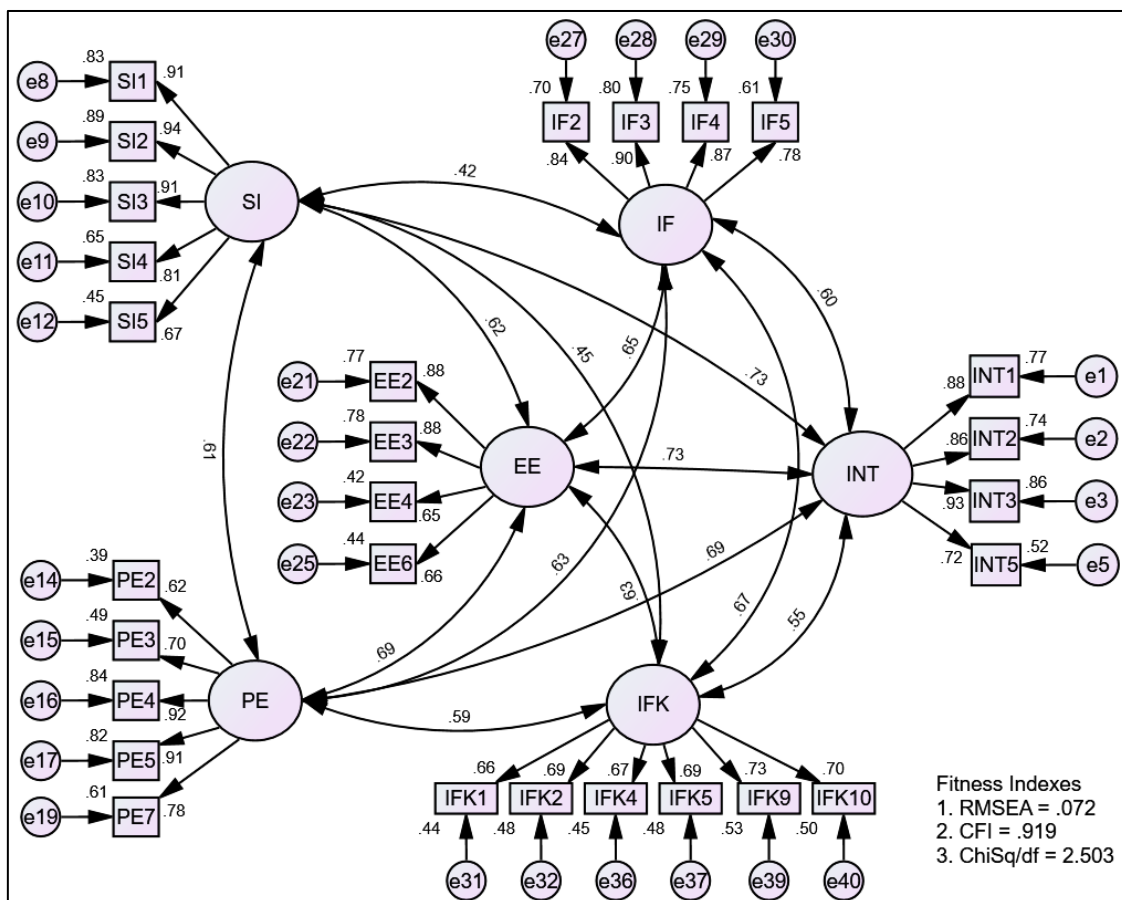 e27
e28
e29
e30
.70
.80
.75
.61
IF2
IF3
IF4
IF5
.84
.90
.87
.78
IF
e8
.83
SI1
.91
e9
.89
SI2
.94
e10
.83
SI3
.91
e11
.65
SI4
.81
e12
.45
SI5
.67
SI
.42
.62
.45
.65
.73
.60
.61
e21
.77
EE2
.88
e22
.78
EE3
.88
e23
.42
EE4
.65
e25
.44
EE6
.66
EE
.73
INT
.88
INT1
.77
e1
.86
INT2
.74
e2
.93
INT3
.86
e3
.72
INT5
.52
e5
.69
.63
.69
.63
.67
.55
.59
e14
.39
PE2
.62
e15
.49
PE3
.70
e16
.84
PE4
.92
e17
.82
PE5
.91
e19
.61
PE7
.78
PE
IFK
.66
.69
.67
.69
.73
.70
IFK1
IFK2
IFK4
IFK5
IFK9
IFK10
.44
.48
.45
.48
.53
.50
e31
e32
e36
e37
e39
e40
Fitness Indexes
1. RMSEA = .072
2. CFI = .919
3. ChiSq/df = 2.503